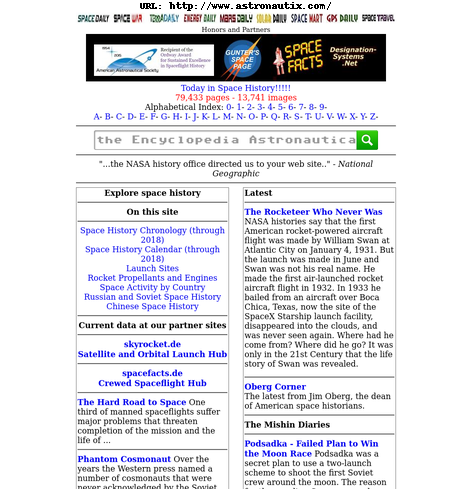 URL: http://www.astronautix.com/
SPACE DAILY SPACE WAR TERRADAILY ENERGY DAILY MARS DAILY SOLAR DAILY SPACE MART GPS DAILY SPACE TRAVEL
Honors and Partners
American Astronautical Society
Recipient of the
Ordway Award
for Sustained Excellence
in Spaceflight History
GUNTER'S
SPACE
PAGE
SPACE
FACTS
Designation-
Systems
.Net
Today in Space History!!!!!
79,433 pages - 13,741 images
Alphabetical Index: 0- 1- 2- 3- 4- 5- 6- 7- 8- 9-
A- B- C- D- E- F- G- H- I- J- K- L- M- N- O- P- Q- R- S- T- U- V- W- X- Y- Z-
the Encyclopedia Astronautica
"...the NASA history office directed us to your web site.." - National
Geographic
Explore space history
On this site
Space History Chronology (through
2018)
Space History Calendar (through
2018)
Launch Sites
Rocket Propellants and Engines
Space Activity by Country
Russian and Soviet Space History
Chinese Space History
Current data at our partner sites
skyrocket.de
Satellite and Orbital Launch Hub
spacefacts.de
Crewed Spaceflight Hub
The Hard Road to Space One
third of manned spaceflights suffer
major problems that threaten
completion of the mission and the
life of ...
Phantom Cosmonaut Over the
years the Western press named a
number of cosmonauts that were
never acknowledged by the Soviet
Latest
The Rocketeer Who Never Was
NASA histories say that the first
American rocket-powered aircraft
flight was made by William Swan at
Atlantic City on January 4, 1931. But
the launch was made in June and
Swan was not his real name. He
made the first air-launched rocket
aircraft flight in 1932. In 1933 he
bailed from an aircraft over Boca
Chica, Texas, now the site of the
SpaceX Starship launch facility,
disappeared into the clouds, and
was never seen again. Where had he
come from? Where did he go? It was
only in the 21st Century that the life
story of Swan was revealed.
Oberg Corner
The latest from Jim Oberg, the dean
of American space historians.
The Mishin Diaries
Podsadka - Failed Plan to Win
the Moon Race Podsadka was a
secret plan to use a two-launch
scheme to shoot the first Soviet
crew around the moon. The reason